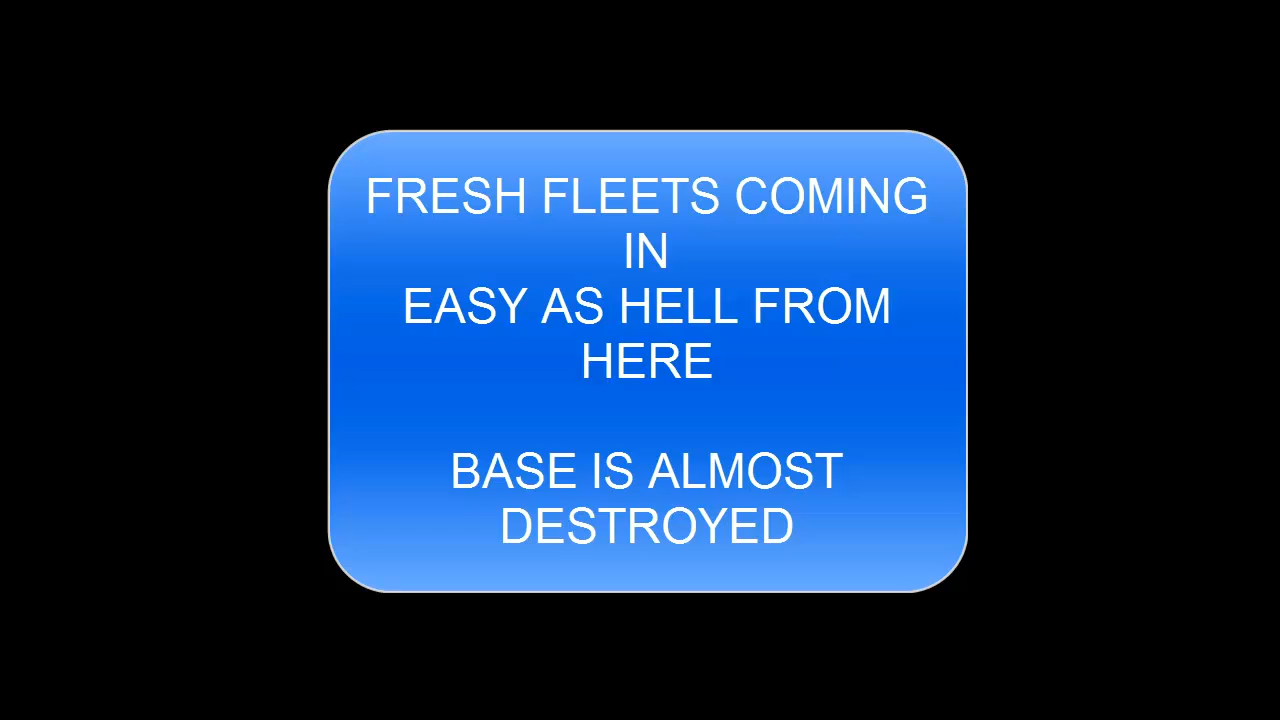 FRESH FLEETS COMING
IN
EASY AS HELL FROM
HERE
BASE IS ALMOST
DESTROYED